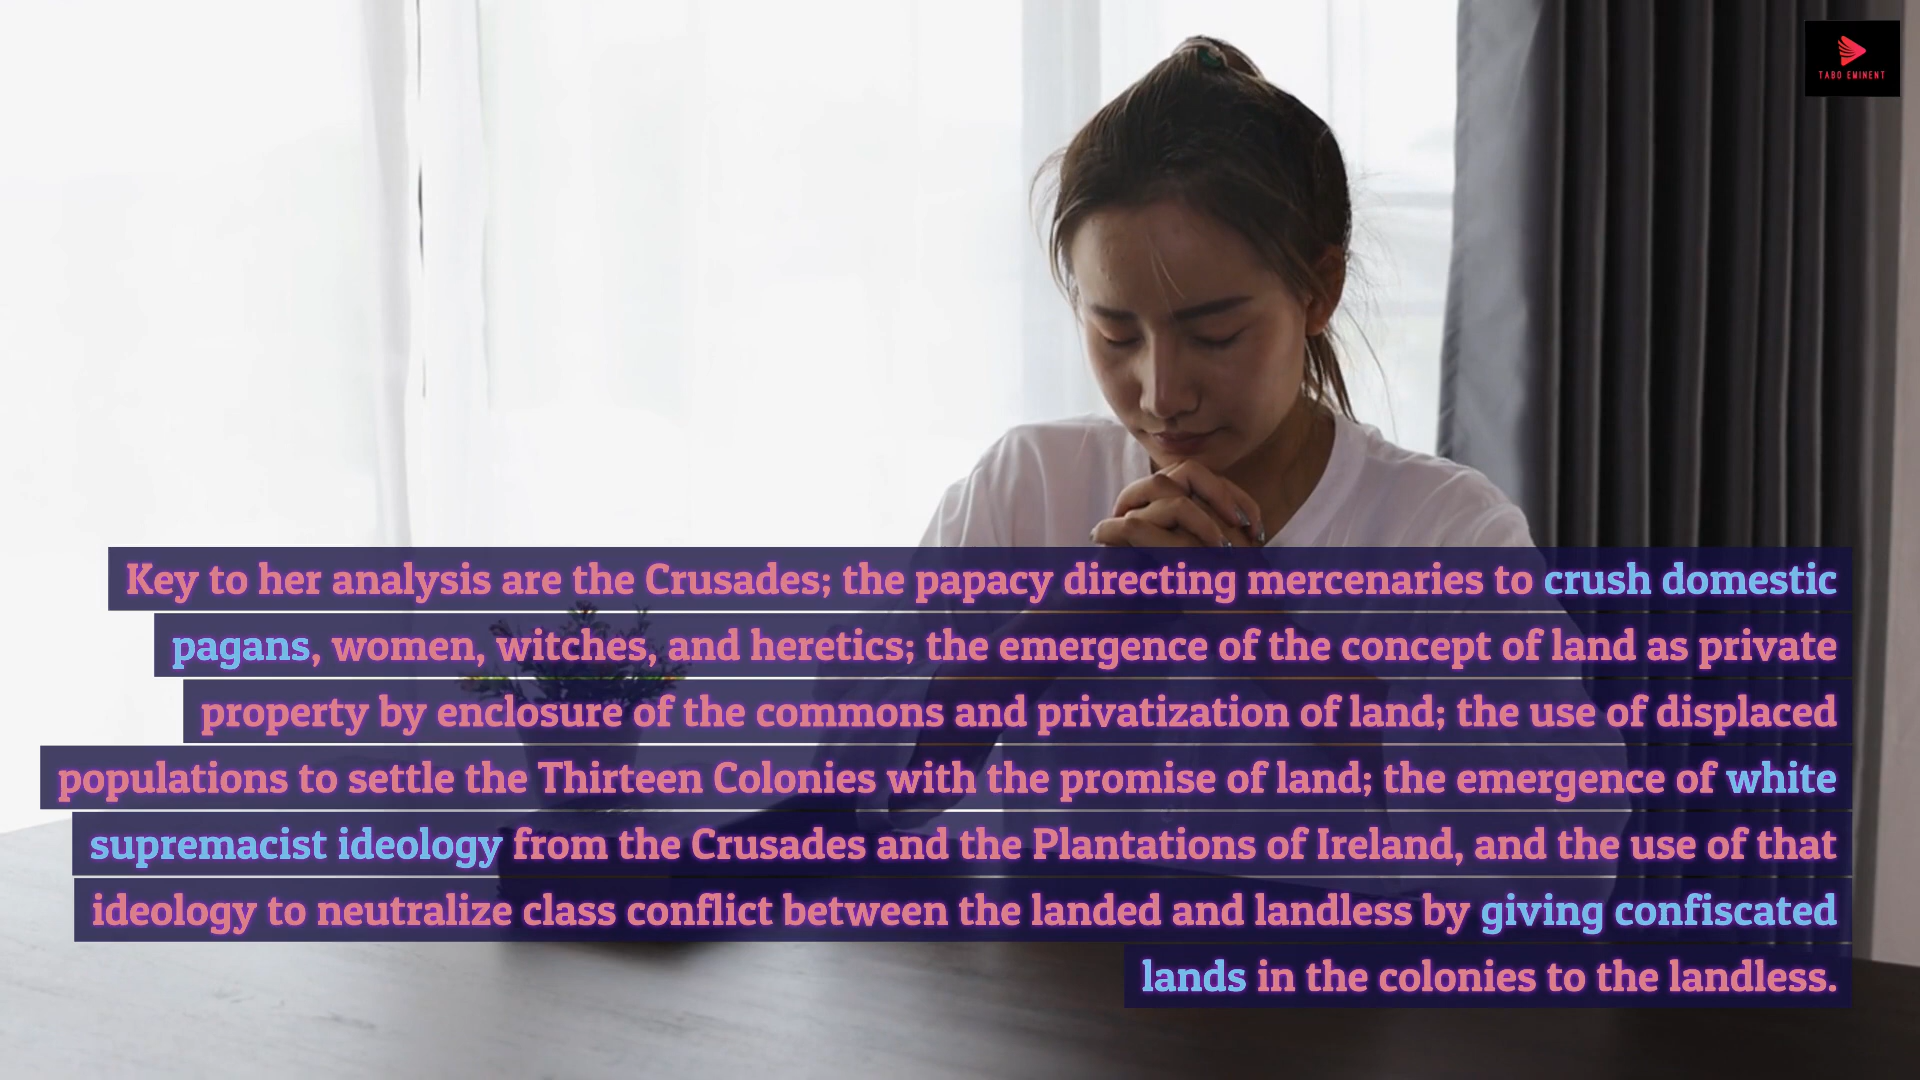 TABO EMINENT
Key to her analysis are the Crusades; the papacy directing mercenaries to crush domestic
pagans, women, witches, and heretics; the emergence of the concept of land as private
property by enclosure of the commons and privatization of land; the use of displaced
populations to settle the Thirteen Colonies with the promise of land; the emergence of white
supremacist ideology from the Crusades and the Plantations of Ireland, and the use of that
ideology to neutralize class conflict between the landed and landless by giving confiscated
lands in the colonies to the landless.